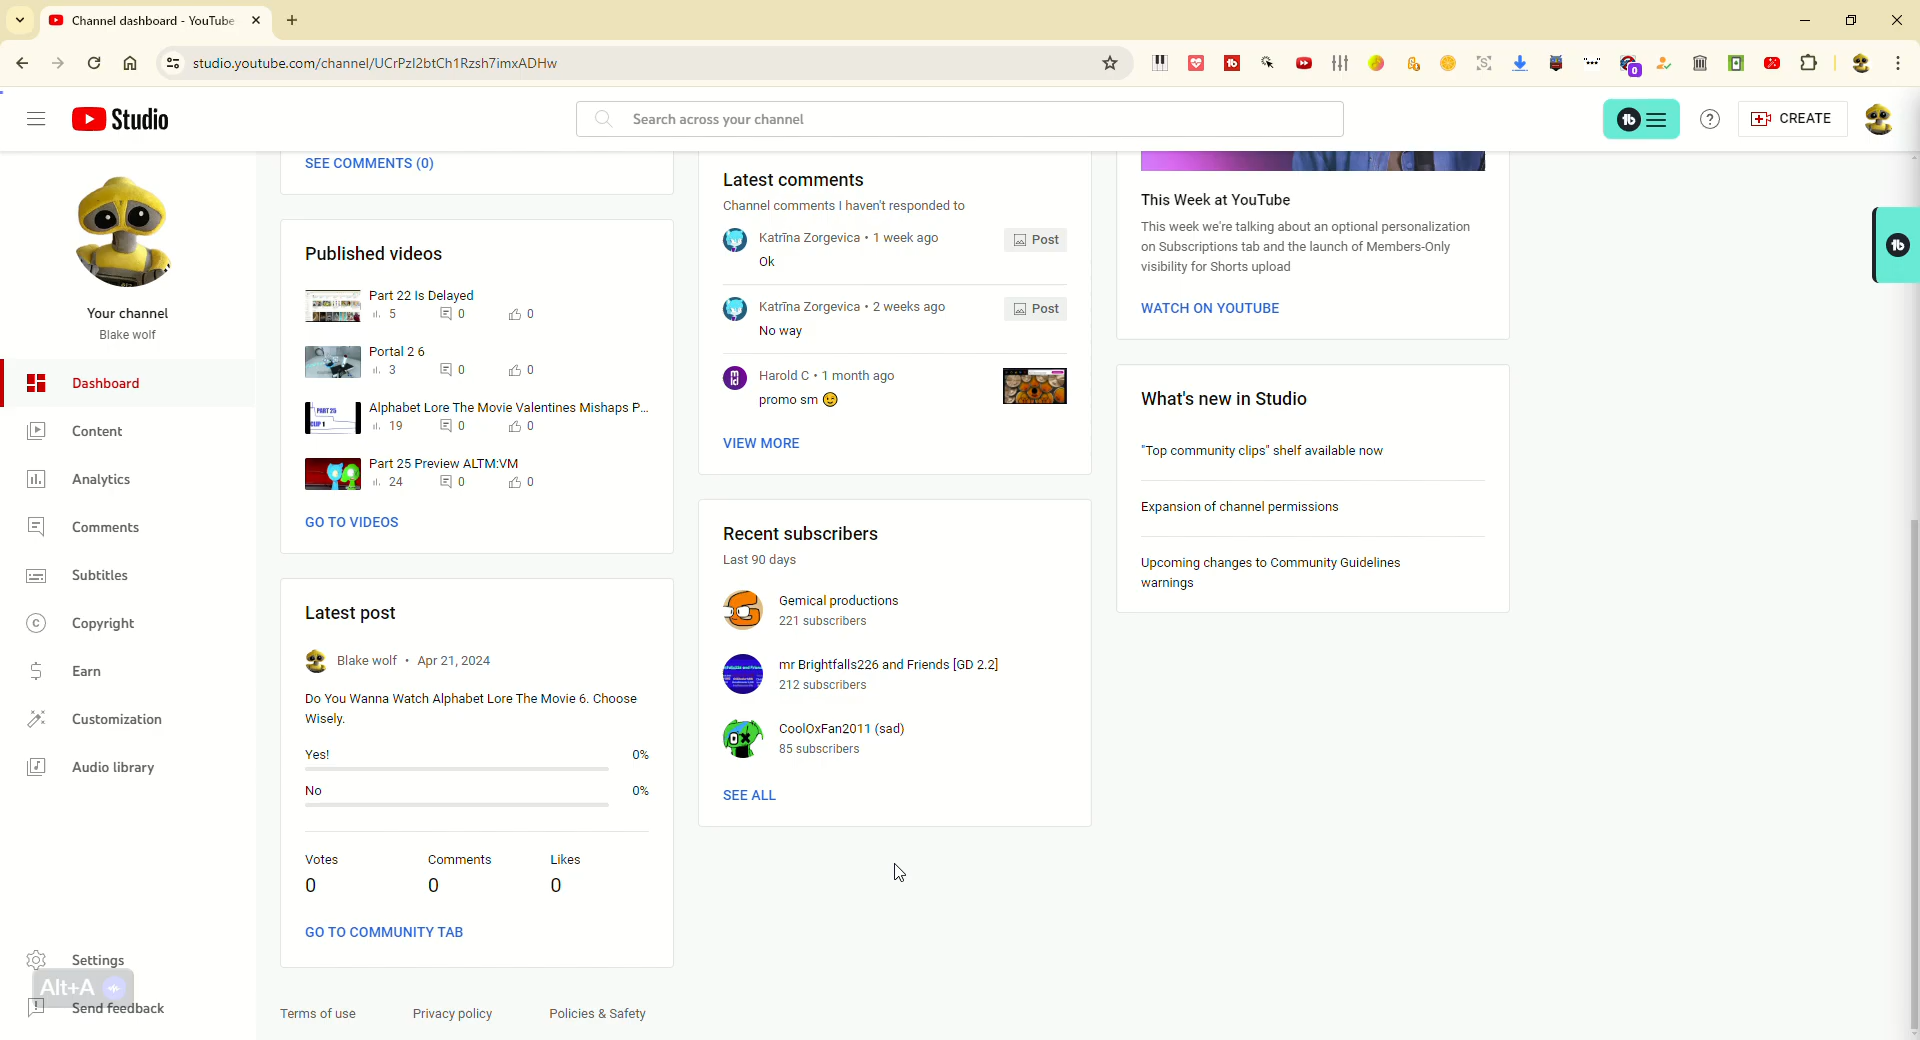 Channel dashboard - YouTube
studio.youtube.com/channel/UCrPzI2btCh1Rzsh7imxADHw
0
Studio
Search across your channel
CREATE
Your channel
Blake wolf
Dashboard
Content
Analytics
Comments
Subtitles
Copyright
Earn
Customization
Audio library
Settings
Alt+A
Send feedback
SEE COMMENTS (0)
Published videos
Part 22 Is Delayed
5 0 0
Portal 2 6
3 0 0
PART 25
CLIP 1
Alphabet Lore The Movie Valentines Mishaps P...
19 0 0
Part 25 Preview ALTM:VM
24 0 0
GO TO VIDEOS
Latest post
Blake wolf • Apr 21, 2024
Do You Wanna Watch Alphabet Lore The Movie 6. Choose
Wisely.
Yes! 0%
No 0%
Votes Comments Likes
0 0 0
GO TO COMMUNITY TAB
Latest comments
Channel comments I haven't responded to
Katrīna Zorgevica • 1 week ago
Post
Ok
Katrīna Zorgevica • 2 weeks ago
Post
No way
Harold C • 1 month ago
promo sm 😉
VIEW MORE
Recent subscribers
Last 90 days
Gemical productions
221 subscribers
mr Brightfalls226 and Friends [GD 2.2]
212 subscribers
CoolOxFan2011 (sad)
85 subscribers
SEE ALL
This Week at YouTube
This week we're talking about an optional personalization
on Subscriptions tab and the launch of Members-Only
visibility for Shorts upload
WATCH ON YOUTUBE
What's new in Studio
"Top community clips" shelf available now
Expansion of channel permissions
Upcoming changes to Community Guidelines
warnings
Terms of use Privacy policy Policies & Safety